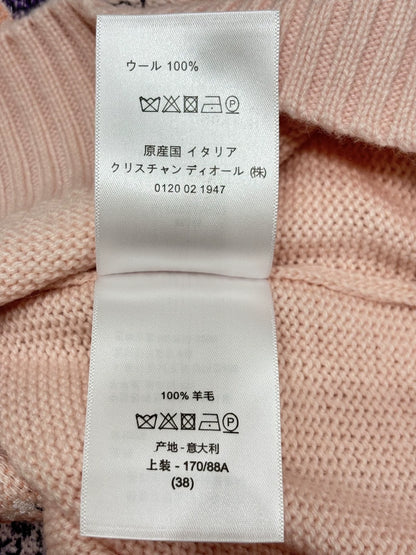 ウール 100%
P
原産国 イタリア
クリスチャン ディオール (株)
0120 02 1947
100% 羊毛
P
产地 - 意大利
上装 - 170/88A
(38)